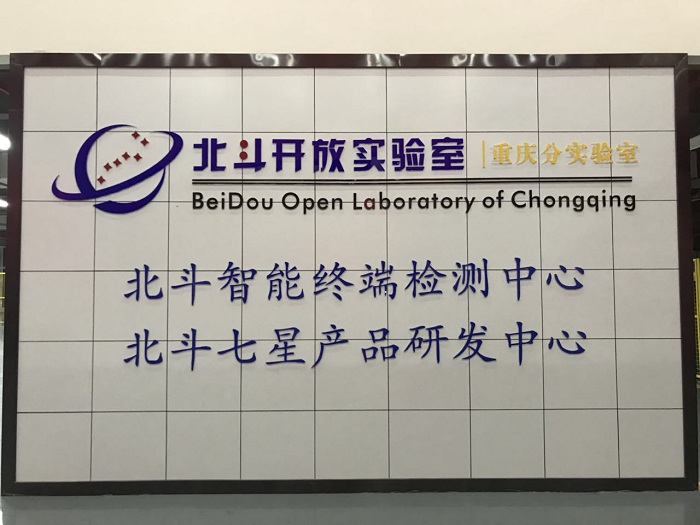 北斗开放实验室 | 重庆分实验室
BeiDou Open Laboratory of Chongqing
北斗智能终端检测中心
北斗七星产品研发中心